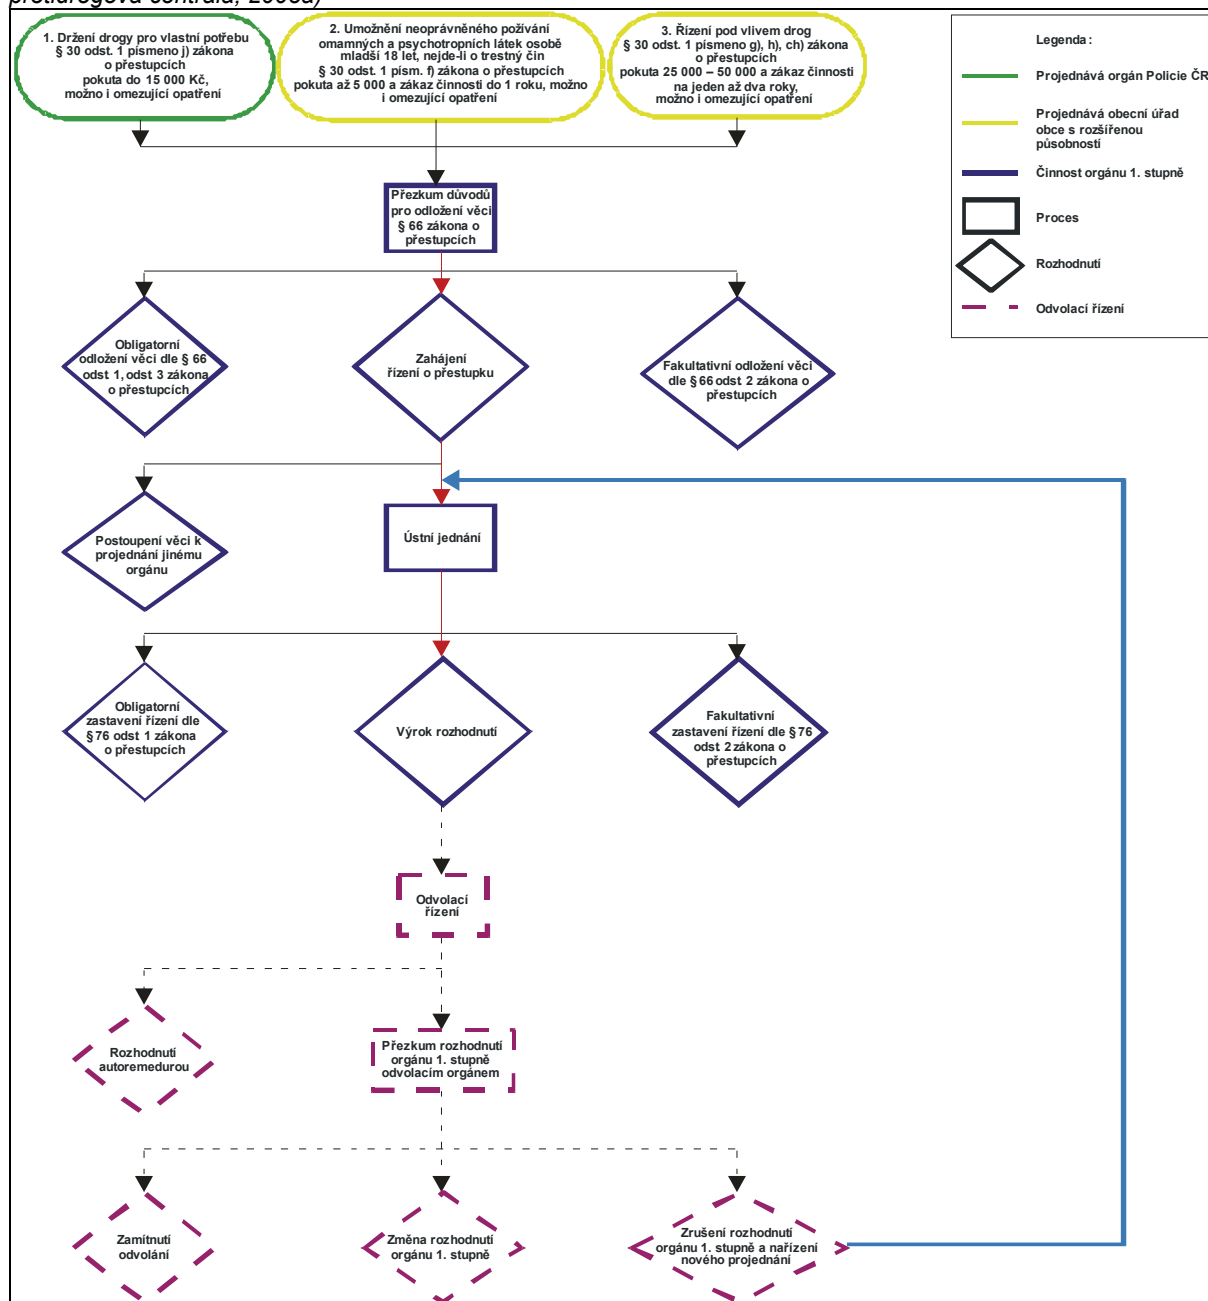 protidrogová centrála, 2008a)
1. Držení drogy pro vlastní potřebu
§ 30 odst. 1 písmeno j) zákona
o přestupcích
pokuta do 15 000 Kč,
možno i omezující opatření
2. Umožnění neoprávněného požívání
omamných a psychotropních látek osobě
mladší 18 let, nejde-li o trestný čin
§ 30 odst. 1 písm. f) zákona o přestupcích
pokuta až 5 000 a zákaz činnosti do 1 roku, možno
i omezující opatření
3. Řízení pod vlivem drog
§ 30 odst. 1 písmeno g), h), ch) zákona
o přestupcích
pokuta 25 000 – 50 000 a zákaz činnosti
na jeden až dva roky,
možno i omezující opatření
Legenda :
Projednává orgán Policie ČR
Projednává obecní úřad
obce s rozšířenou
působností
Činnost orgánu 1. stupně
Proces
Rozhodnutí
Odvolací řízení
Přezkum důvodů
pro odložení věci
§ 66 zákona o
přestupcích
Obligatorní
odložení věci dle § 66
odst 1, odst 3 zákona
o přestupcích
Zahájení
řízení o přestupku
Fakultativní odložení věci
dle § 66 odst 2 zákona o
přestupcích
Postoupení věci k
projednání jinému
orgánu
Ústní jednání
Obligatorní
zastavení řízení dle
§ 76 odst 1 zákona
o přestupcích
Výrok rozhodnutí
Fakultativní
zastavení řízení dle § 76
odst 2 zákona o
přestupcích
Odvolací
řízení
Rozhodnutí
autoremedurou
Přezkum rozhodnutí
orgánu 1. stupně
odvolacím orgánem
Zamítnutí
odvolání
Změna rozhodnutí
orgánu 1. stupně
Zrušení rozhodnutí
orgánu 1. stupně a nařízení
nového projednání